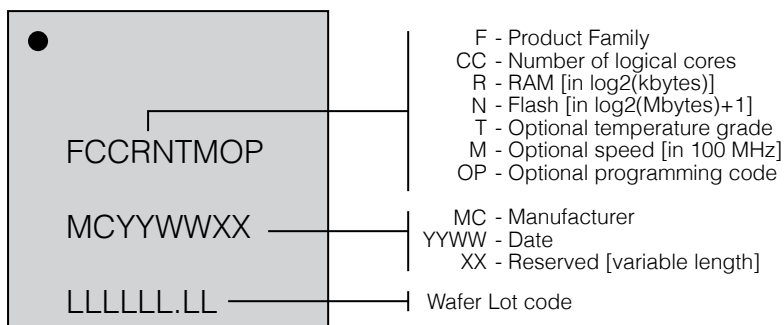 FCCRNTMOP
F - Product Family
CC - Number of logical cores
R - RAM [in log2(kbytes)]
N - Flash [in log2(Mbytes)+1]
T - Optional temperature grade
M - Optional speed [in 100 MHz]
OP - Optional programming code
MCYYWWXX
MC - Manufacturer
YYWW - Date
XX - Reserved [variable length]
LLLLLL.LL
Wafer Lot code